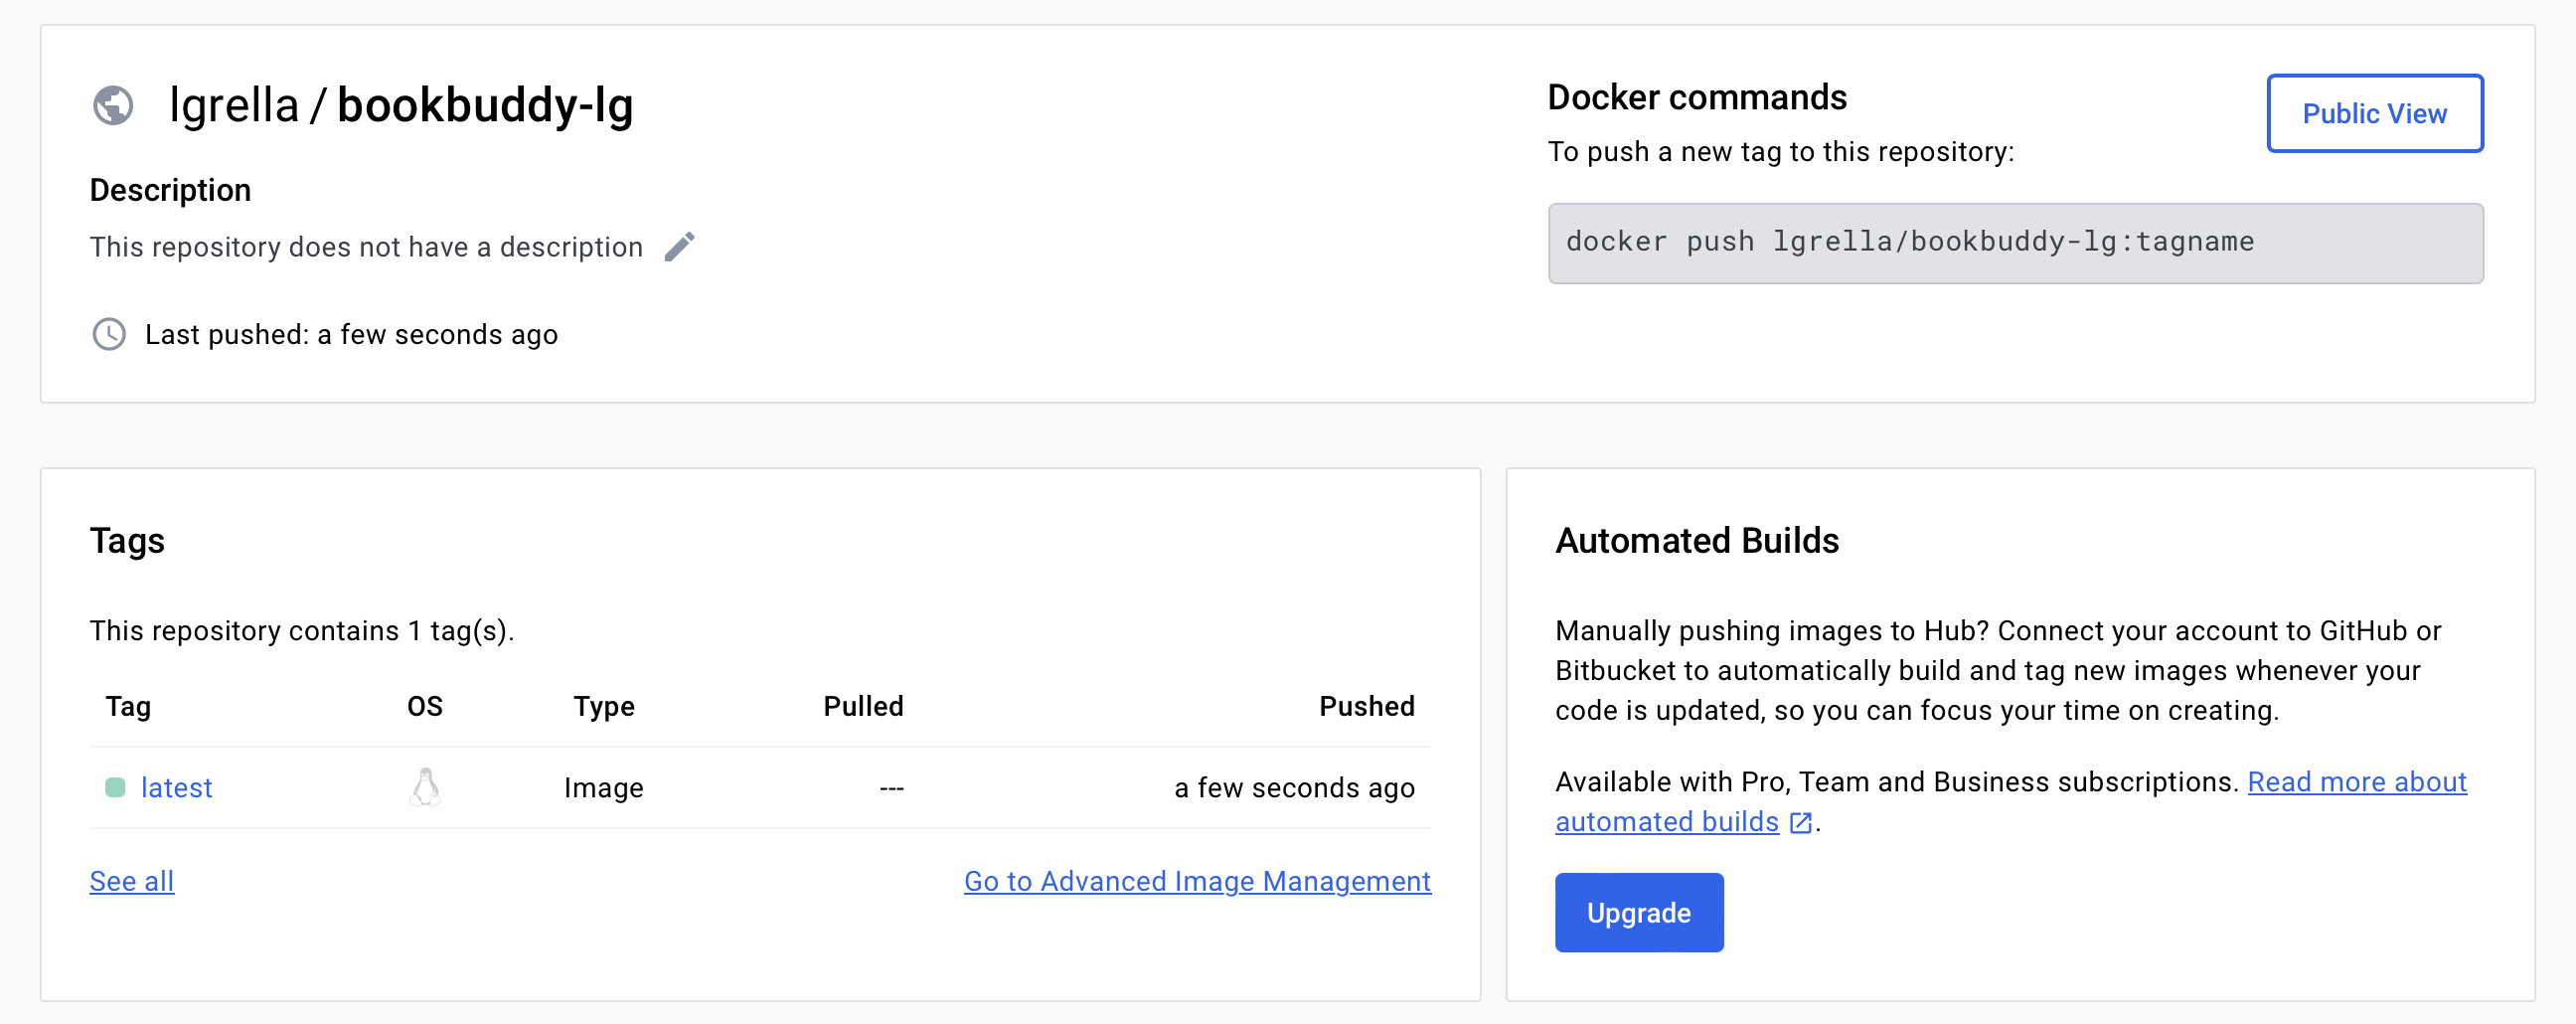 lgrella / bookbuddy-lg
Description
This repository does not have a description
Last pushed: a few seconds ago
Docker commands
Public View
To push a new tag to this repository:
docker push lgrella/bookbuddy-lg:tagname
Tags
This repository contains 1 tag(s).
Tag OS Type Pulled Pushed
latest Image --- a few seconds ago
See all Go to Advanced Image Management
Automated Builds
Manually pushing images to Hub? Connect your account to GitHub or
Bitbucket to automatically build and tag new images whenever your
code is updated, so you can focus your time on creating.
Available with Pro, Team and Business subscriptions. Read more about
automated builds .
Upgrade